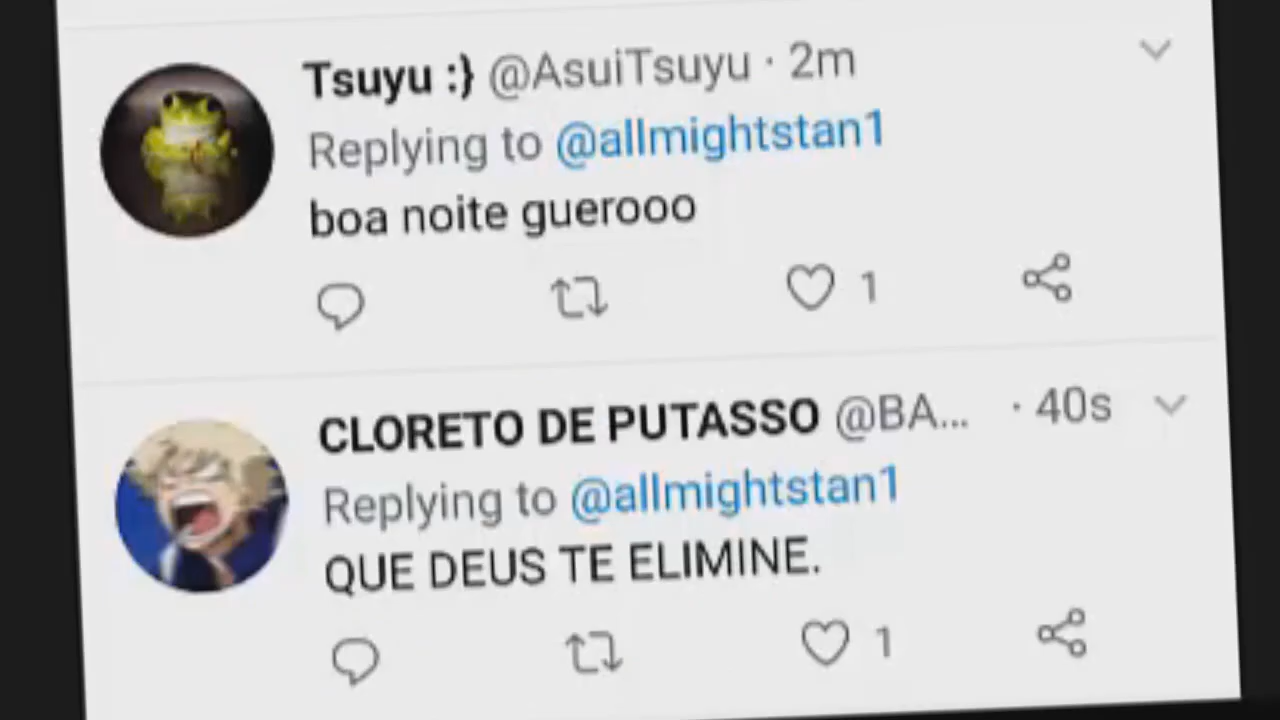 Tsuyu :} @AsuiTsuyu · 2m
Replying to @allmightstan1
boa noite guerooo
1
CLORETO DE PUTASSO @BA... · 40s
Replying to @allmightstan1
QUE DEUS TE ELIMINE.
1